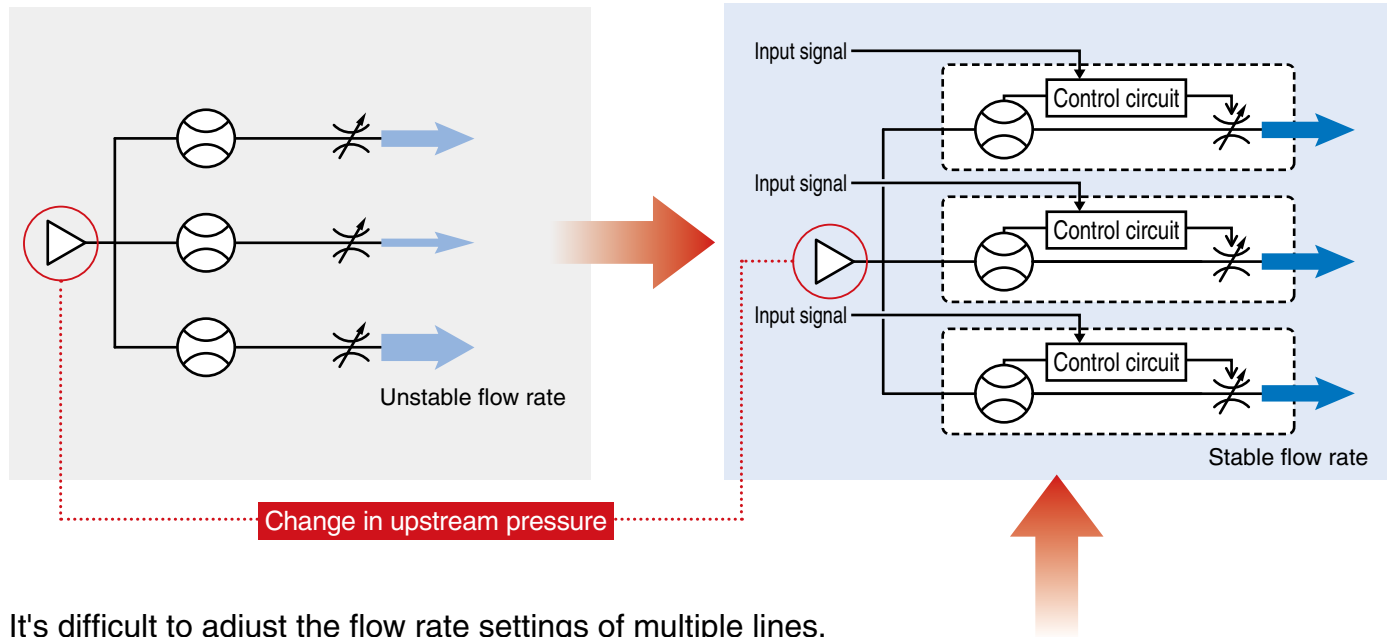 Unstable flow rate
Change in upstream pressure
Input signal
Control circuit
Input signal
Control circuit
Input signal
Control circuit
Stable flow rate
It's difficult to adjust the flow rate settings of multiple lines.